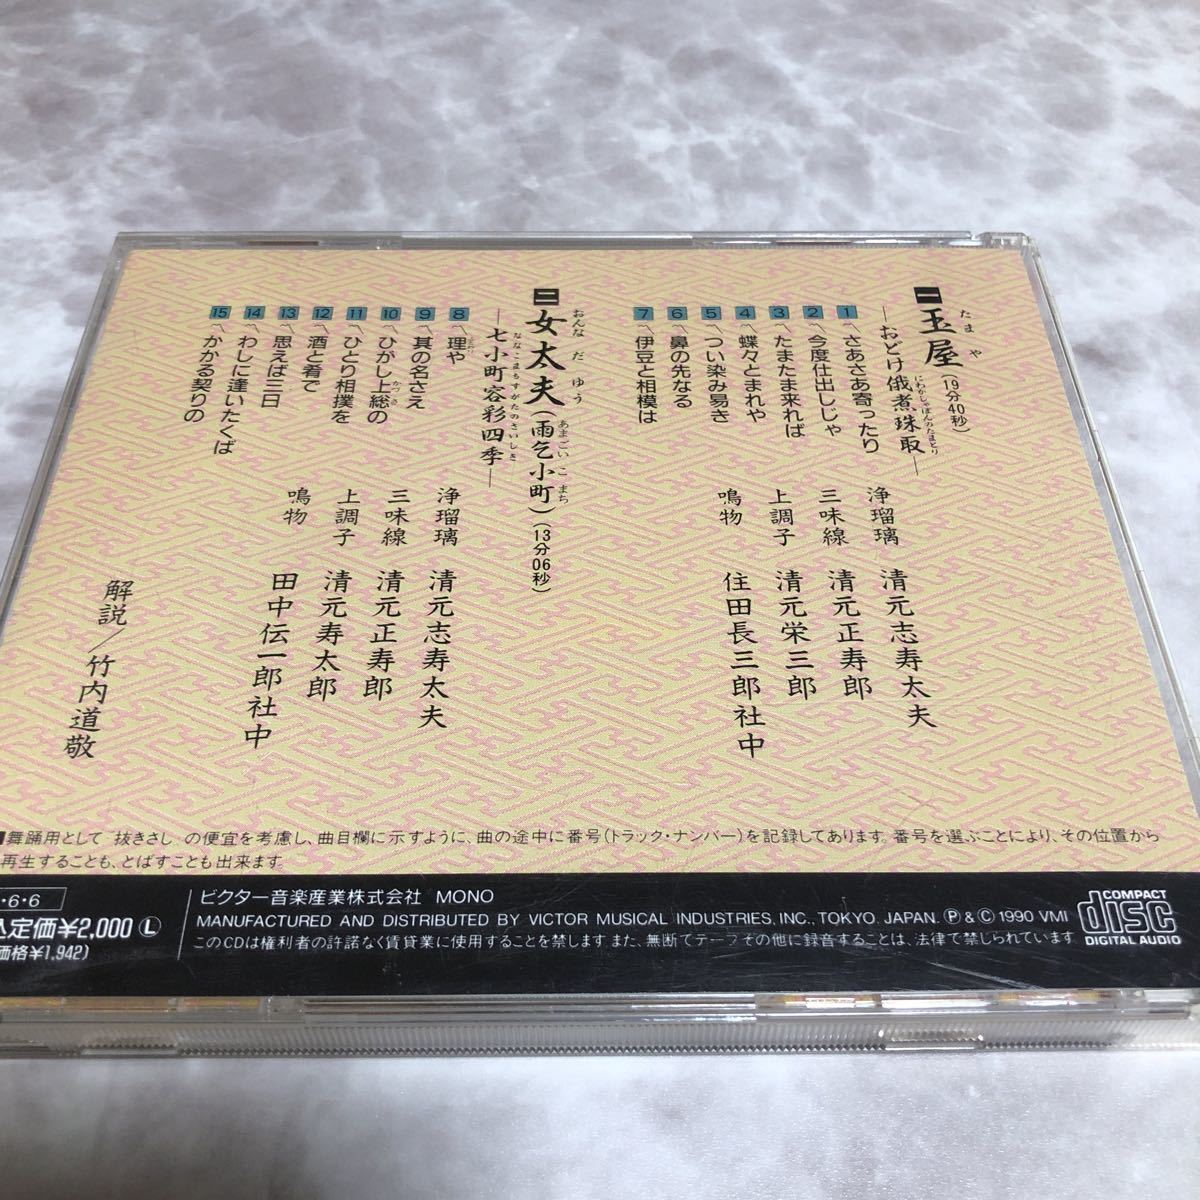 一 玉屋(19分40秒)
たまや
―おどけ俄煮珠取―
にわかしゃぼんのたまとり
1 〽さあさあ寄ったり
2 〽今度仕出しじゃ
3 〽たまたま来れば
4 〽蝶々とまれや
5 〽つい染み易き
6 〽鼻の先なる
7 〽伊豆と相模は
浄瑠璃 清元志寿太夫
三味線 清元正寿郎
上調子 清元栄三郎
鳴物 住田長三郎社中
二 女太夫(雨乞小町)(13分06秒)
おんなだゆう あまごいこまち
―七小町容彩四季―
ななこまちすがたのさいしき
8 〽理や
9 〽其の名さえ
10 〽ひがし上総の
かづさ
11 〽ひとり相撲を
12 〽酒と肴で
13 〽思えば三日
14 〽わしに逢いたくば
15 〽かかる契りの
浄瑠璃 清元志寿太夫
三味線 清元正寿郎
上調子 清元寿太郎
鳴物 田中伝一郎社中
解説/竹内道敬
■舞踊用として“抜きさし”の便宜を考慮し、曲目欄に示すように、曲の途中に番号(トラック・ナンバー)を記録してあります。番号を選ぶことにより、その位置から
再生することも、とばすことも出来ます。
・6・6
定価¥2,000 Ⓛ
価格¥1,942)
ビクター音楽産業株式会社 MONO
MANUFACTURED AND DISTRIBUTED BY VICTOR MUSICAL INDUSTRIES, INC., TOKYO, JAPAN. Ⓟ & © 1990 VMI
このCDは権利者の許諾なく賃貸業に使用することを禁じます また、無断でテープその他に録音することは、法律で禁じられています
COMPACT
disc
DIGITAL AUDIO